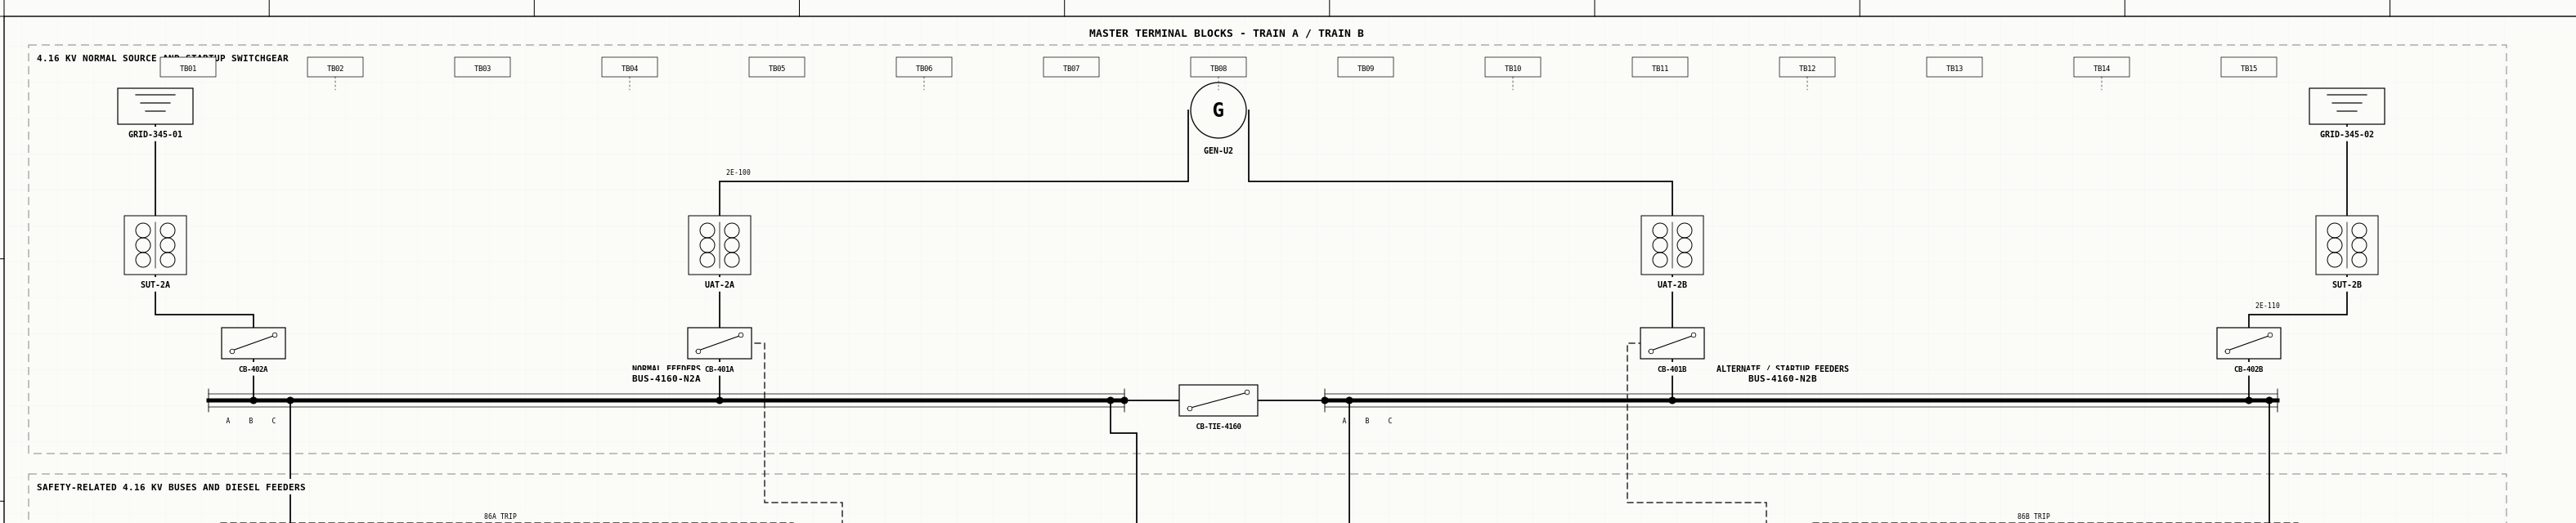 MASTER TERMINAL BLOCKS - TRAIN A / TRAIN B
4.16 KV NORMAL SOURCE AND STARTUP SWITCHGEAR
TB01
TB02
TB03
TB04
TB05
TB06
TB07
TB08
TB09
TB10
TB11
TB12
TB13
TB14
TB15
G
GRID-345-01
GRID-345-02
GEN-U2
2E-100
SUT-2A
UAT-2A
UAT-2B
SUT-2B
2E-110
CB-402A
NORMAL FEEDERS
CB-401A
CB-401B
ALTERNATE / STARTUP FEEDERS
CB-402B
BUS-4160-N2A
BUS-4160-N2B
A B C
CB-TIE-4160
A B C
SAFETY-RELATED 4.16 KV BUSES AND DIESEL FEEDERS
86A TRIP
86B TRIP